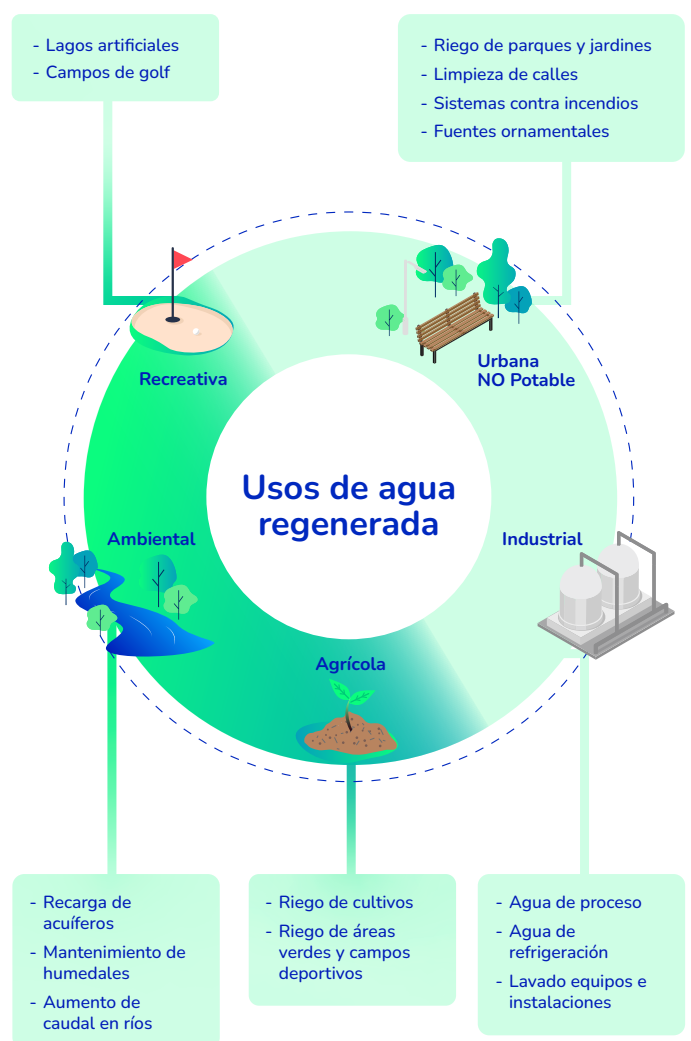 - Lagos artificiales
- Campos de golf
- Riego de parques y jardines
- Limpieza de calles
- Sistemas contra incendios
- Fuentes ornamentales
Recreativa
Urbana
NO Potable
Usos de agua
regenerada
Ambiental
Industrial
Agrícola
- Recarga de
acuíferos
- Mantenimiento de
humedales
- Aumento de
caudal en ríos
- Riego de cultivos
- Riego de áreas
verdes y campos
deportivos
- Agua de proceso
- Agua de
refrigeración
- Lavado equipos e
instalaciones